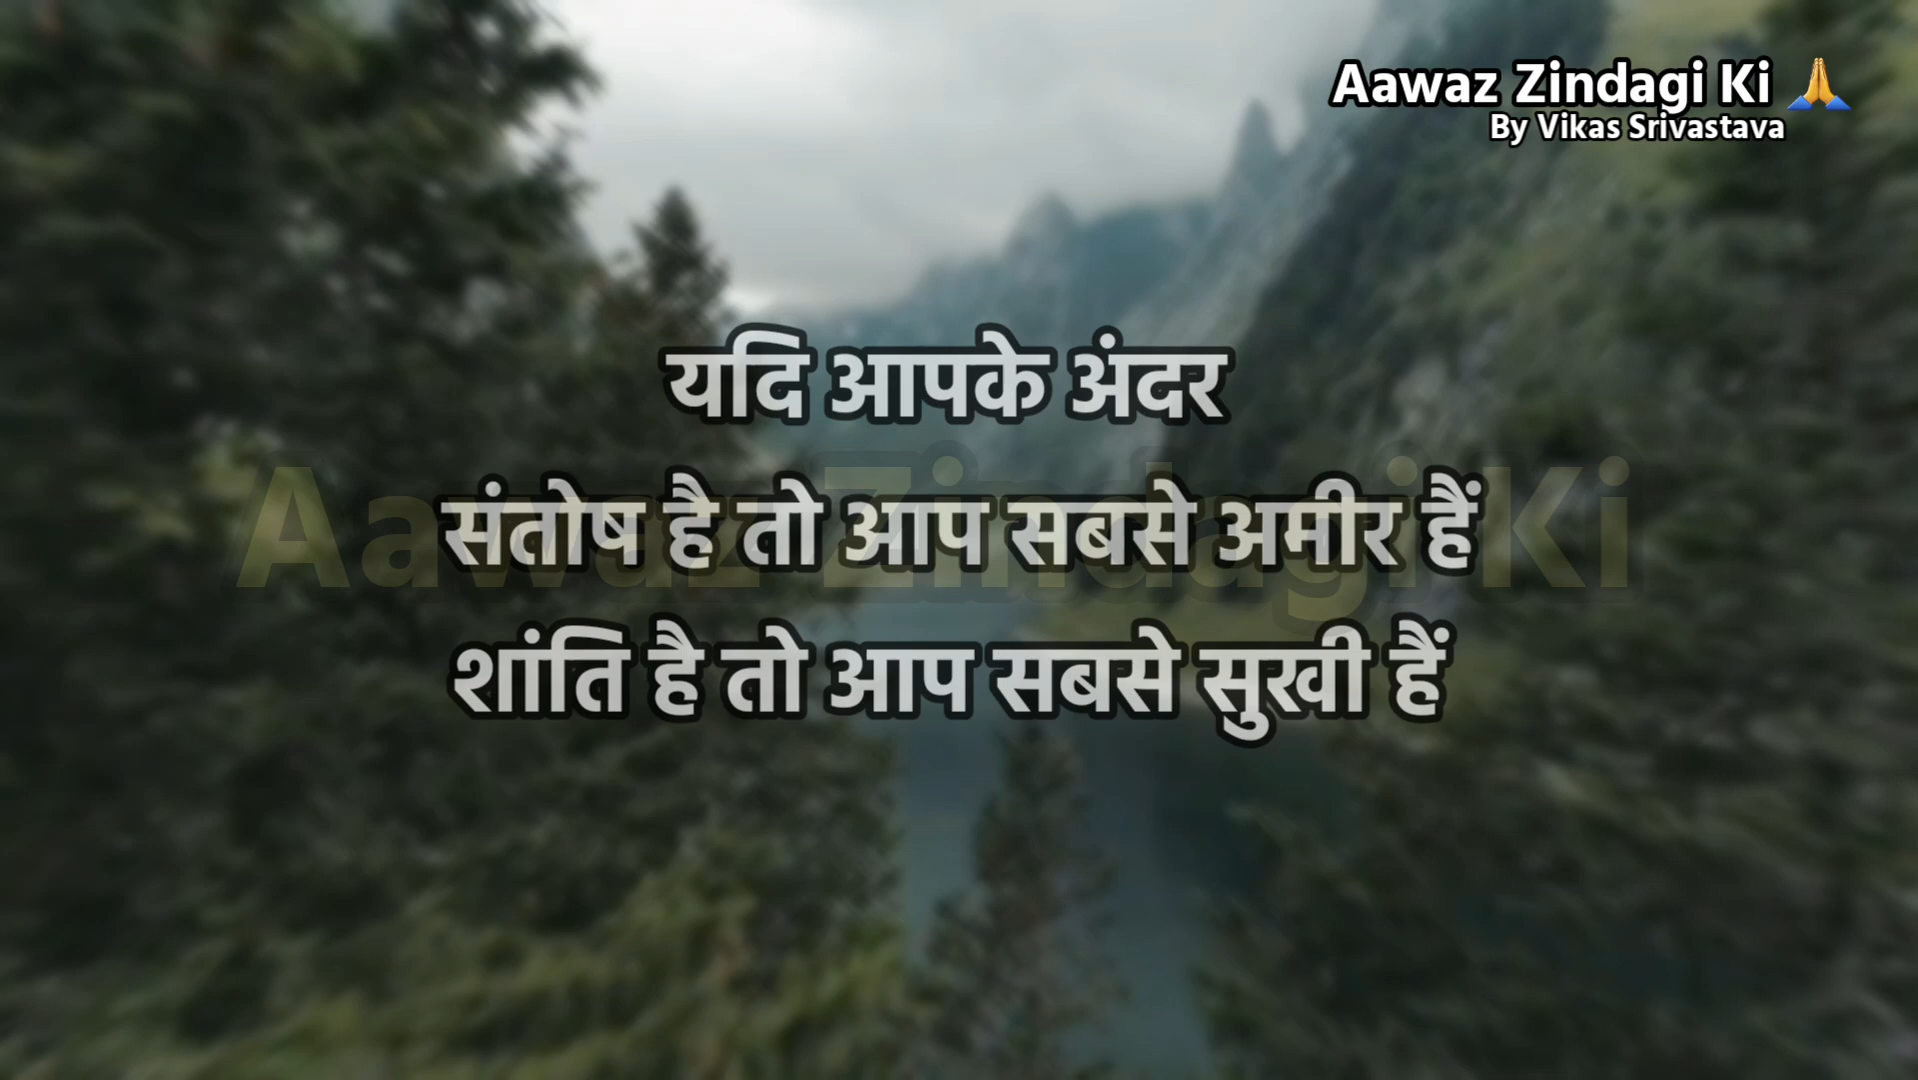 Aawaz Zindagi Ki 🙏
By Vikas Srivastava
यदि आपके अंदर
संतोष है तो आप सबसे अमीर हैं
Aawaz Zindagi Ki
शांति है तो आप सबसे सुखी हैं